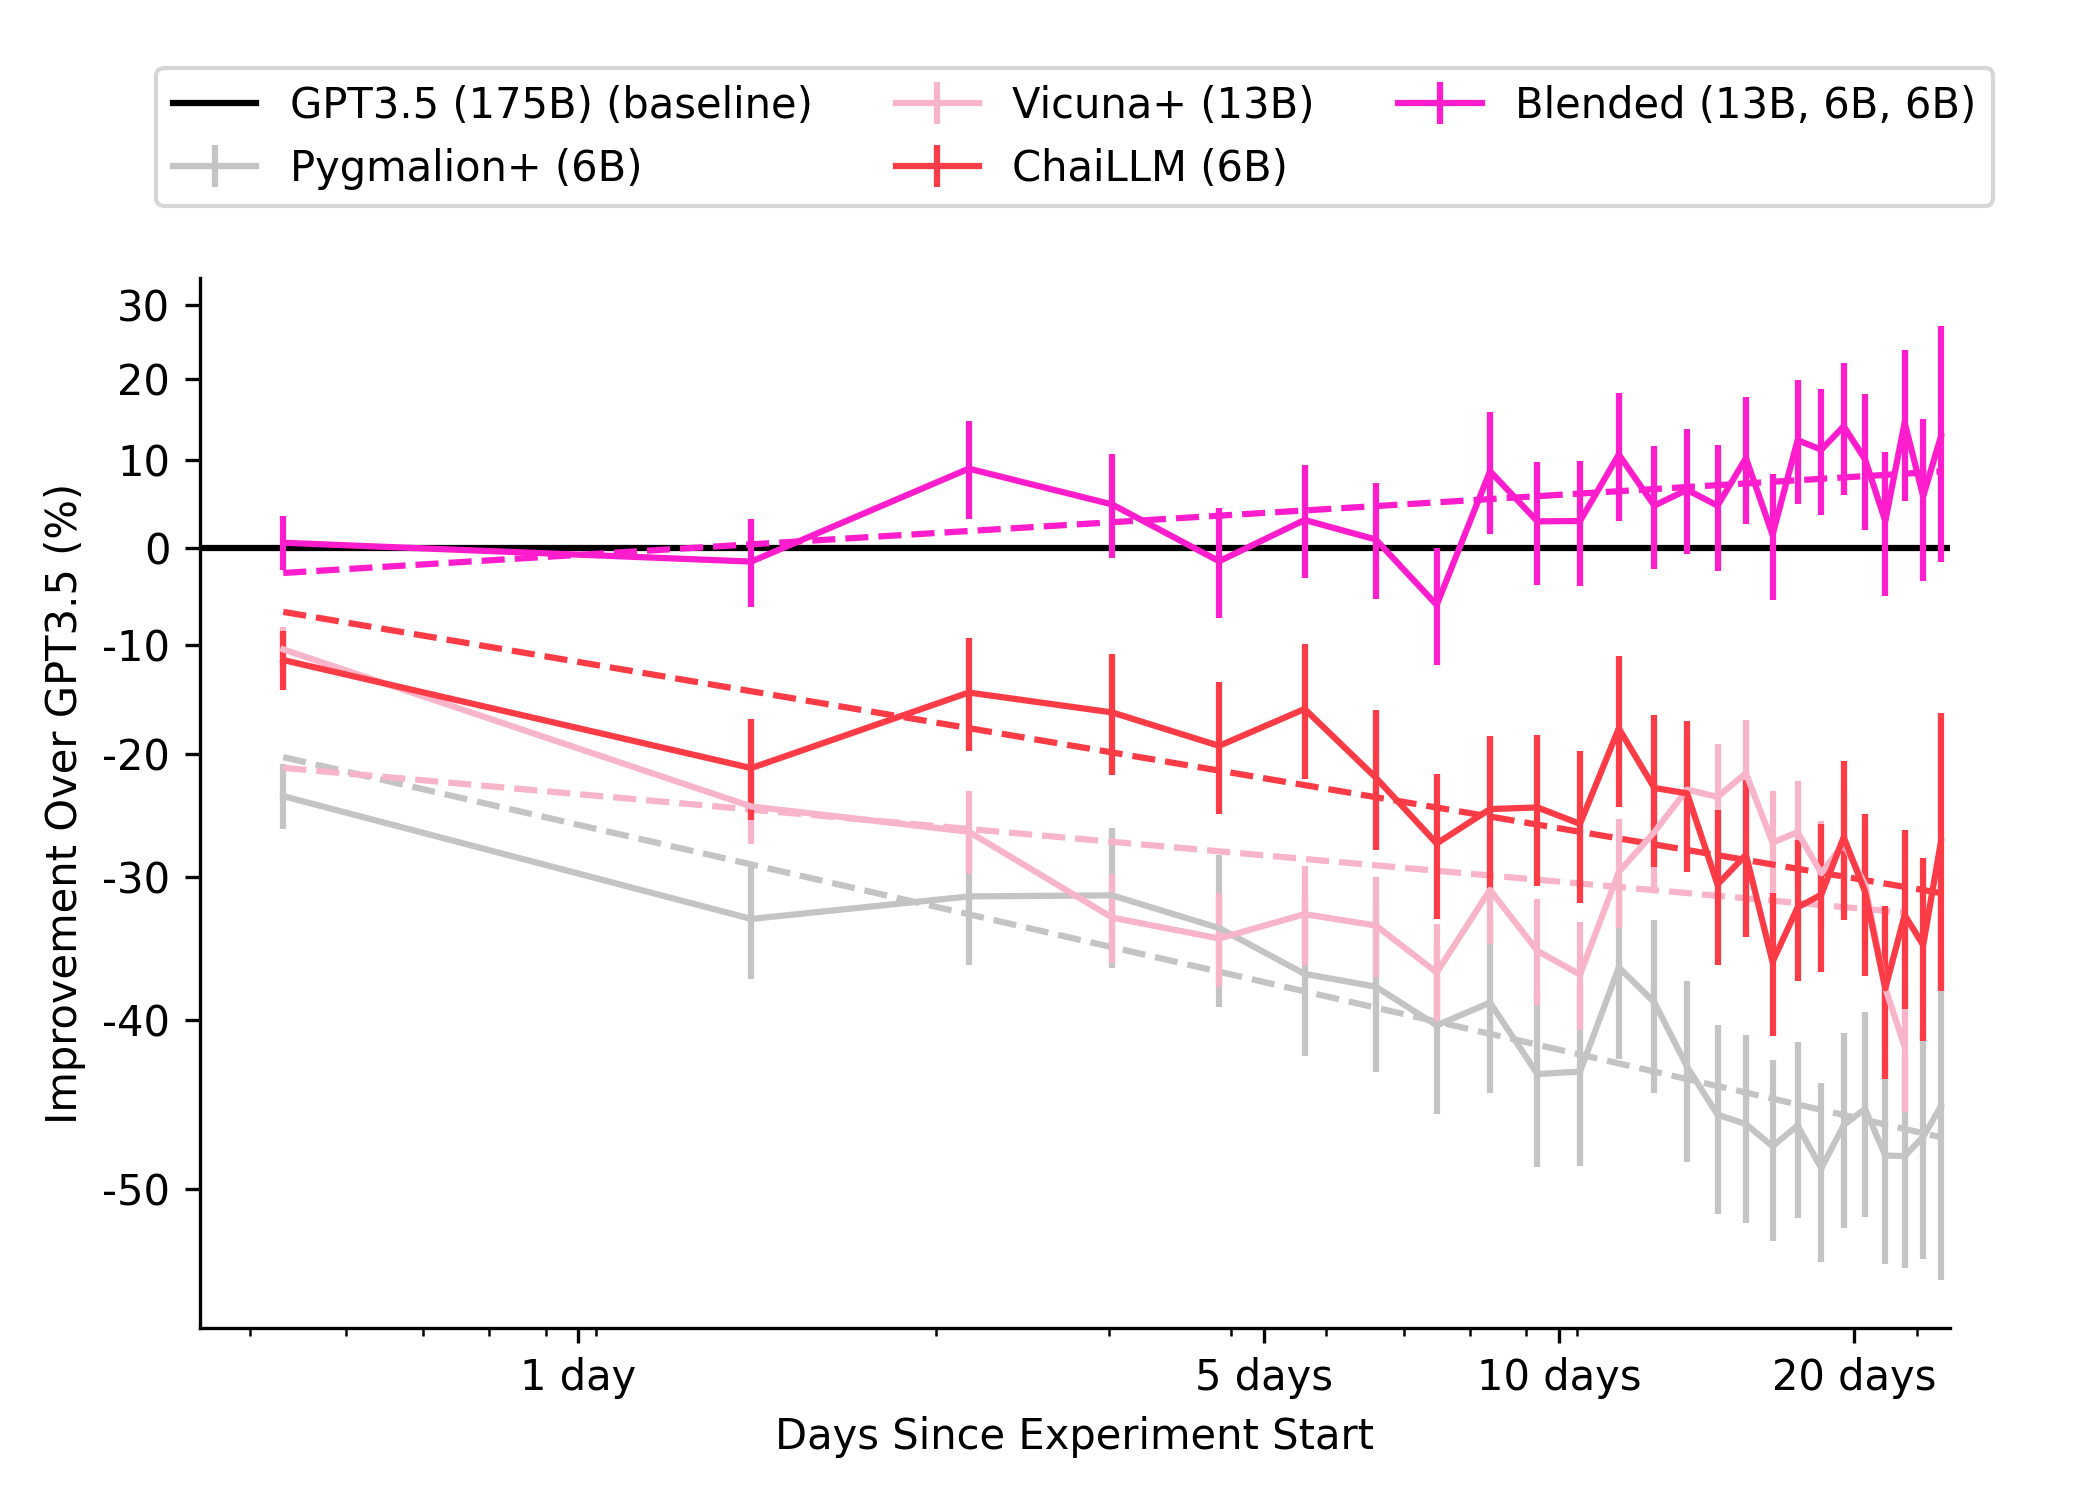 GPT3.5 (175B) (baseline)
Pygmalion+ (6B)
Vicuna+ (13B)
ChaiLLM (6B)
Blended (13B, 6B, 6B)
Improvement Over GPT3.5 (%)
30
20
10
0
-10
-20
-30
-40
-50
1 day
5 days
10 days
20 days
Days Since Experiment Start